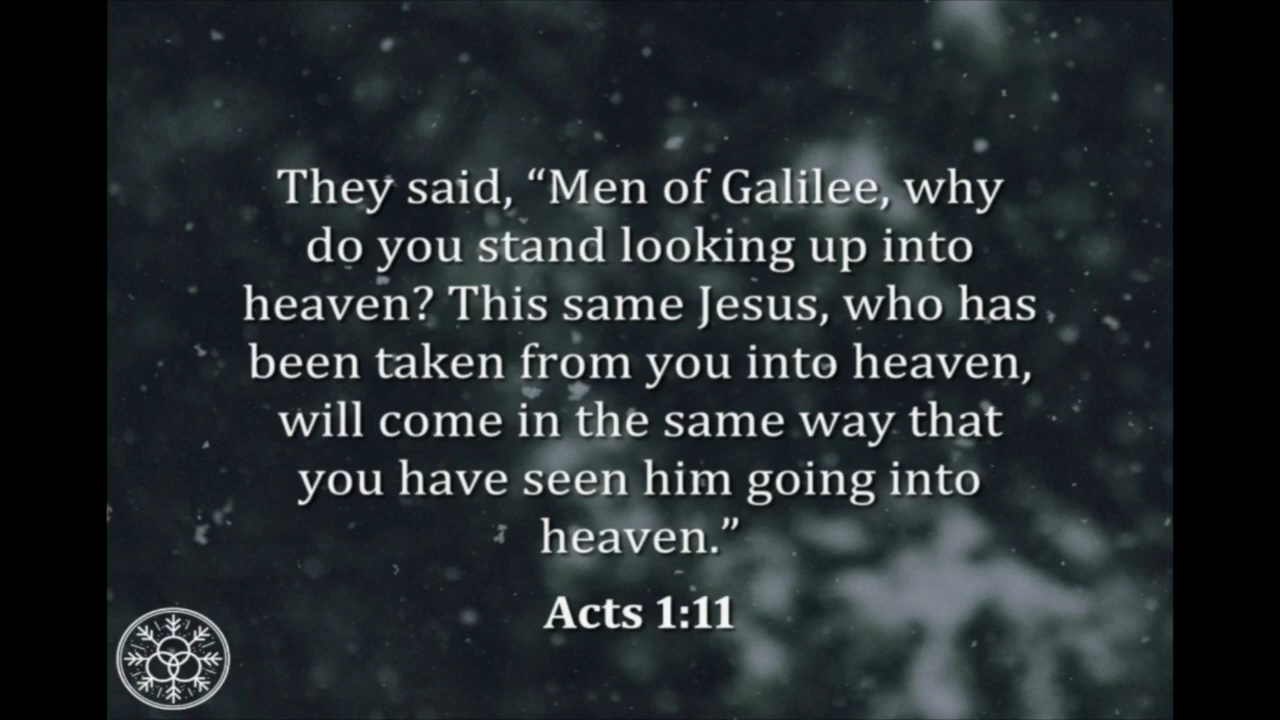 They said, “Men of Galilee, why
do you stand looking up into
heaven? This same Jesus, who has
been taken from you into heaven,
will come in the same way that
you have seen him going into
heaven.”
Acts 1:11